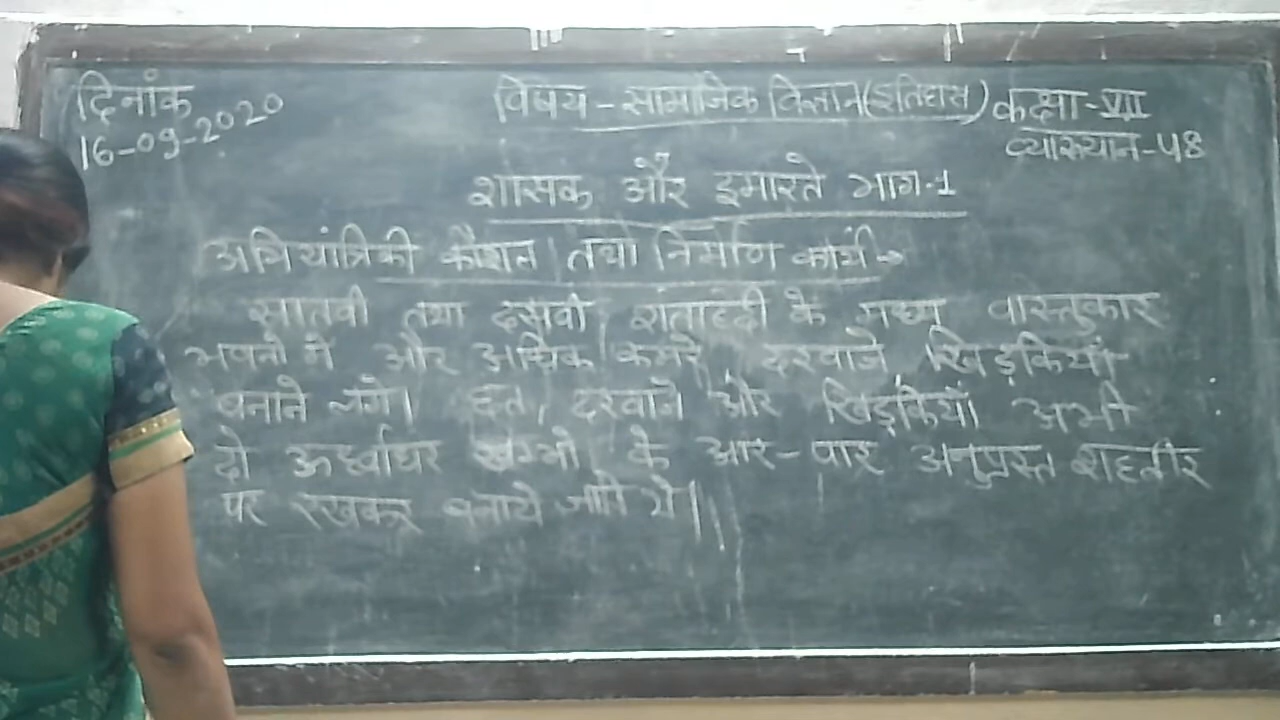 दिनांक
16-09-2020
विषय - सामाजिक विज्ञान (इतिहास)
कक्षा - VII
व्याख्यान - 48
शासक और इमारते भाग-1
अभियांत्रिकी कौशल तथा निर्माण कार्य →
सातवी तथा दसवी शताब्दी के मध्य वास्तुकार
भवनो में और अधिक कमरे, दरवाजे, खिड़कियाँ
बनाने लगे। छत, दरवाजे और खिड़कियाँ अभी
दो ऊर्ध्वाधर खम्भो के आर-पार अनुप्रस्त शहतीर
पर रखकर बनाये जाते थे।